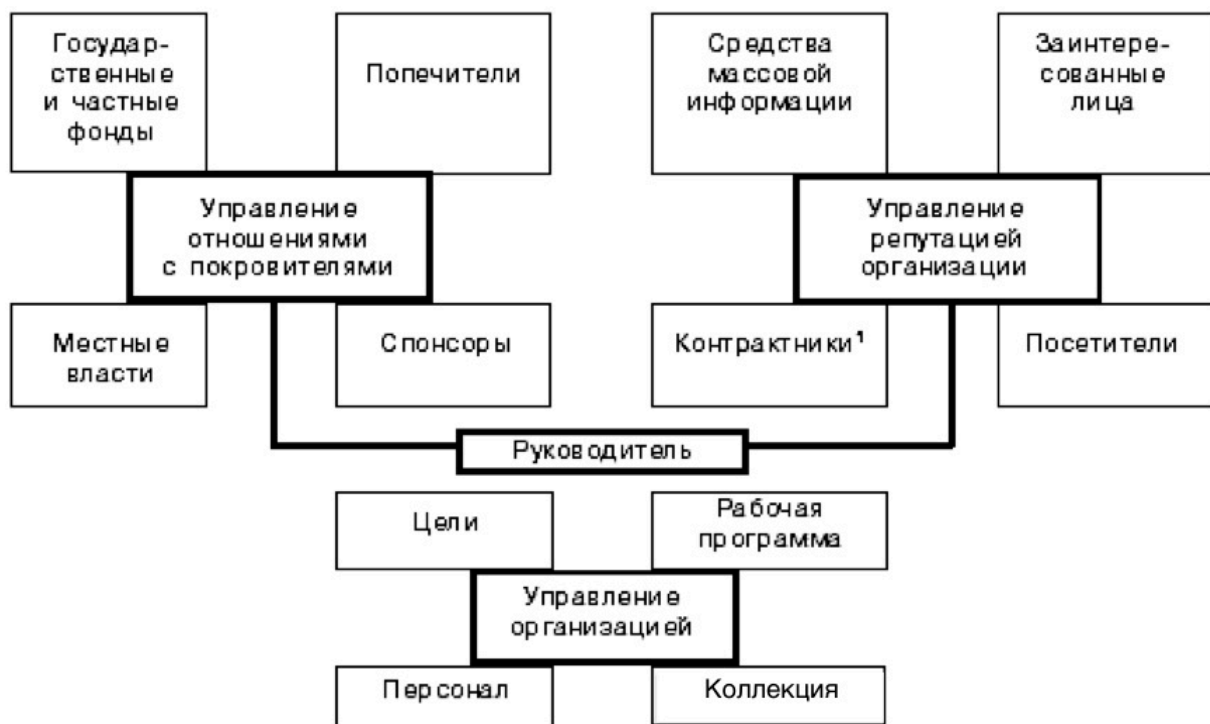 Государ-
ственные
и частные
фонды
Попечители
Управление
отношениями
с покровителями
Местные
власти
Спонсоры
Средства
массовой
информации
Заинтере-
сованные
лица
Управление
репутацией
организации
Контрактники¹
Посетители
Руководитель
Цели
Рабочая
программа
Управление
организацией
Персонал
Коллекция